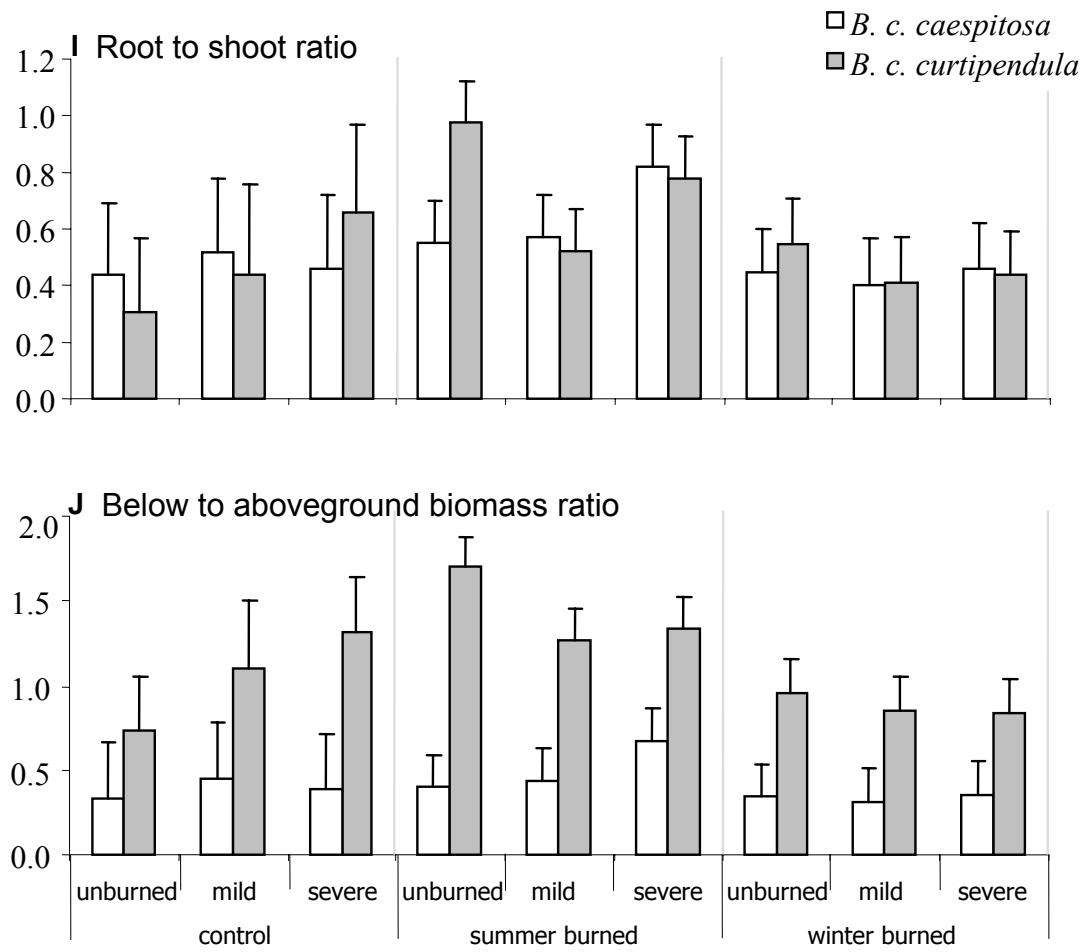 B. c. caespitosa
B. c. curtipendula
I Root to shoot ratio
1.2
1.0
0.8
0.6
0.4
0.2
0.0
J Below to aboveground biomass ratio
2.0
1.5
1.0
0.5
0.0
unburned mild severe unburned mild severe unburned mild severe
control summer burned winter burned